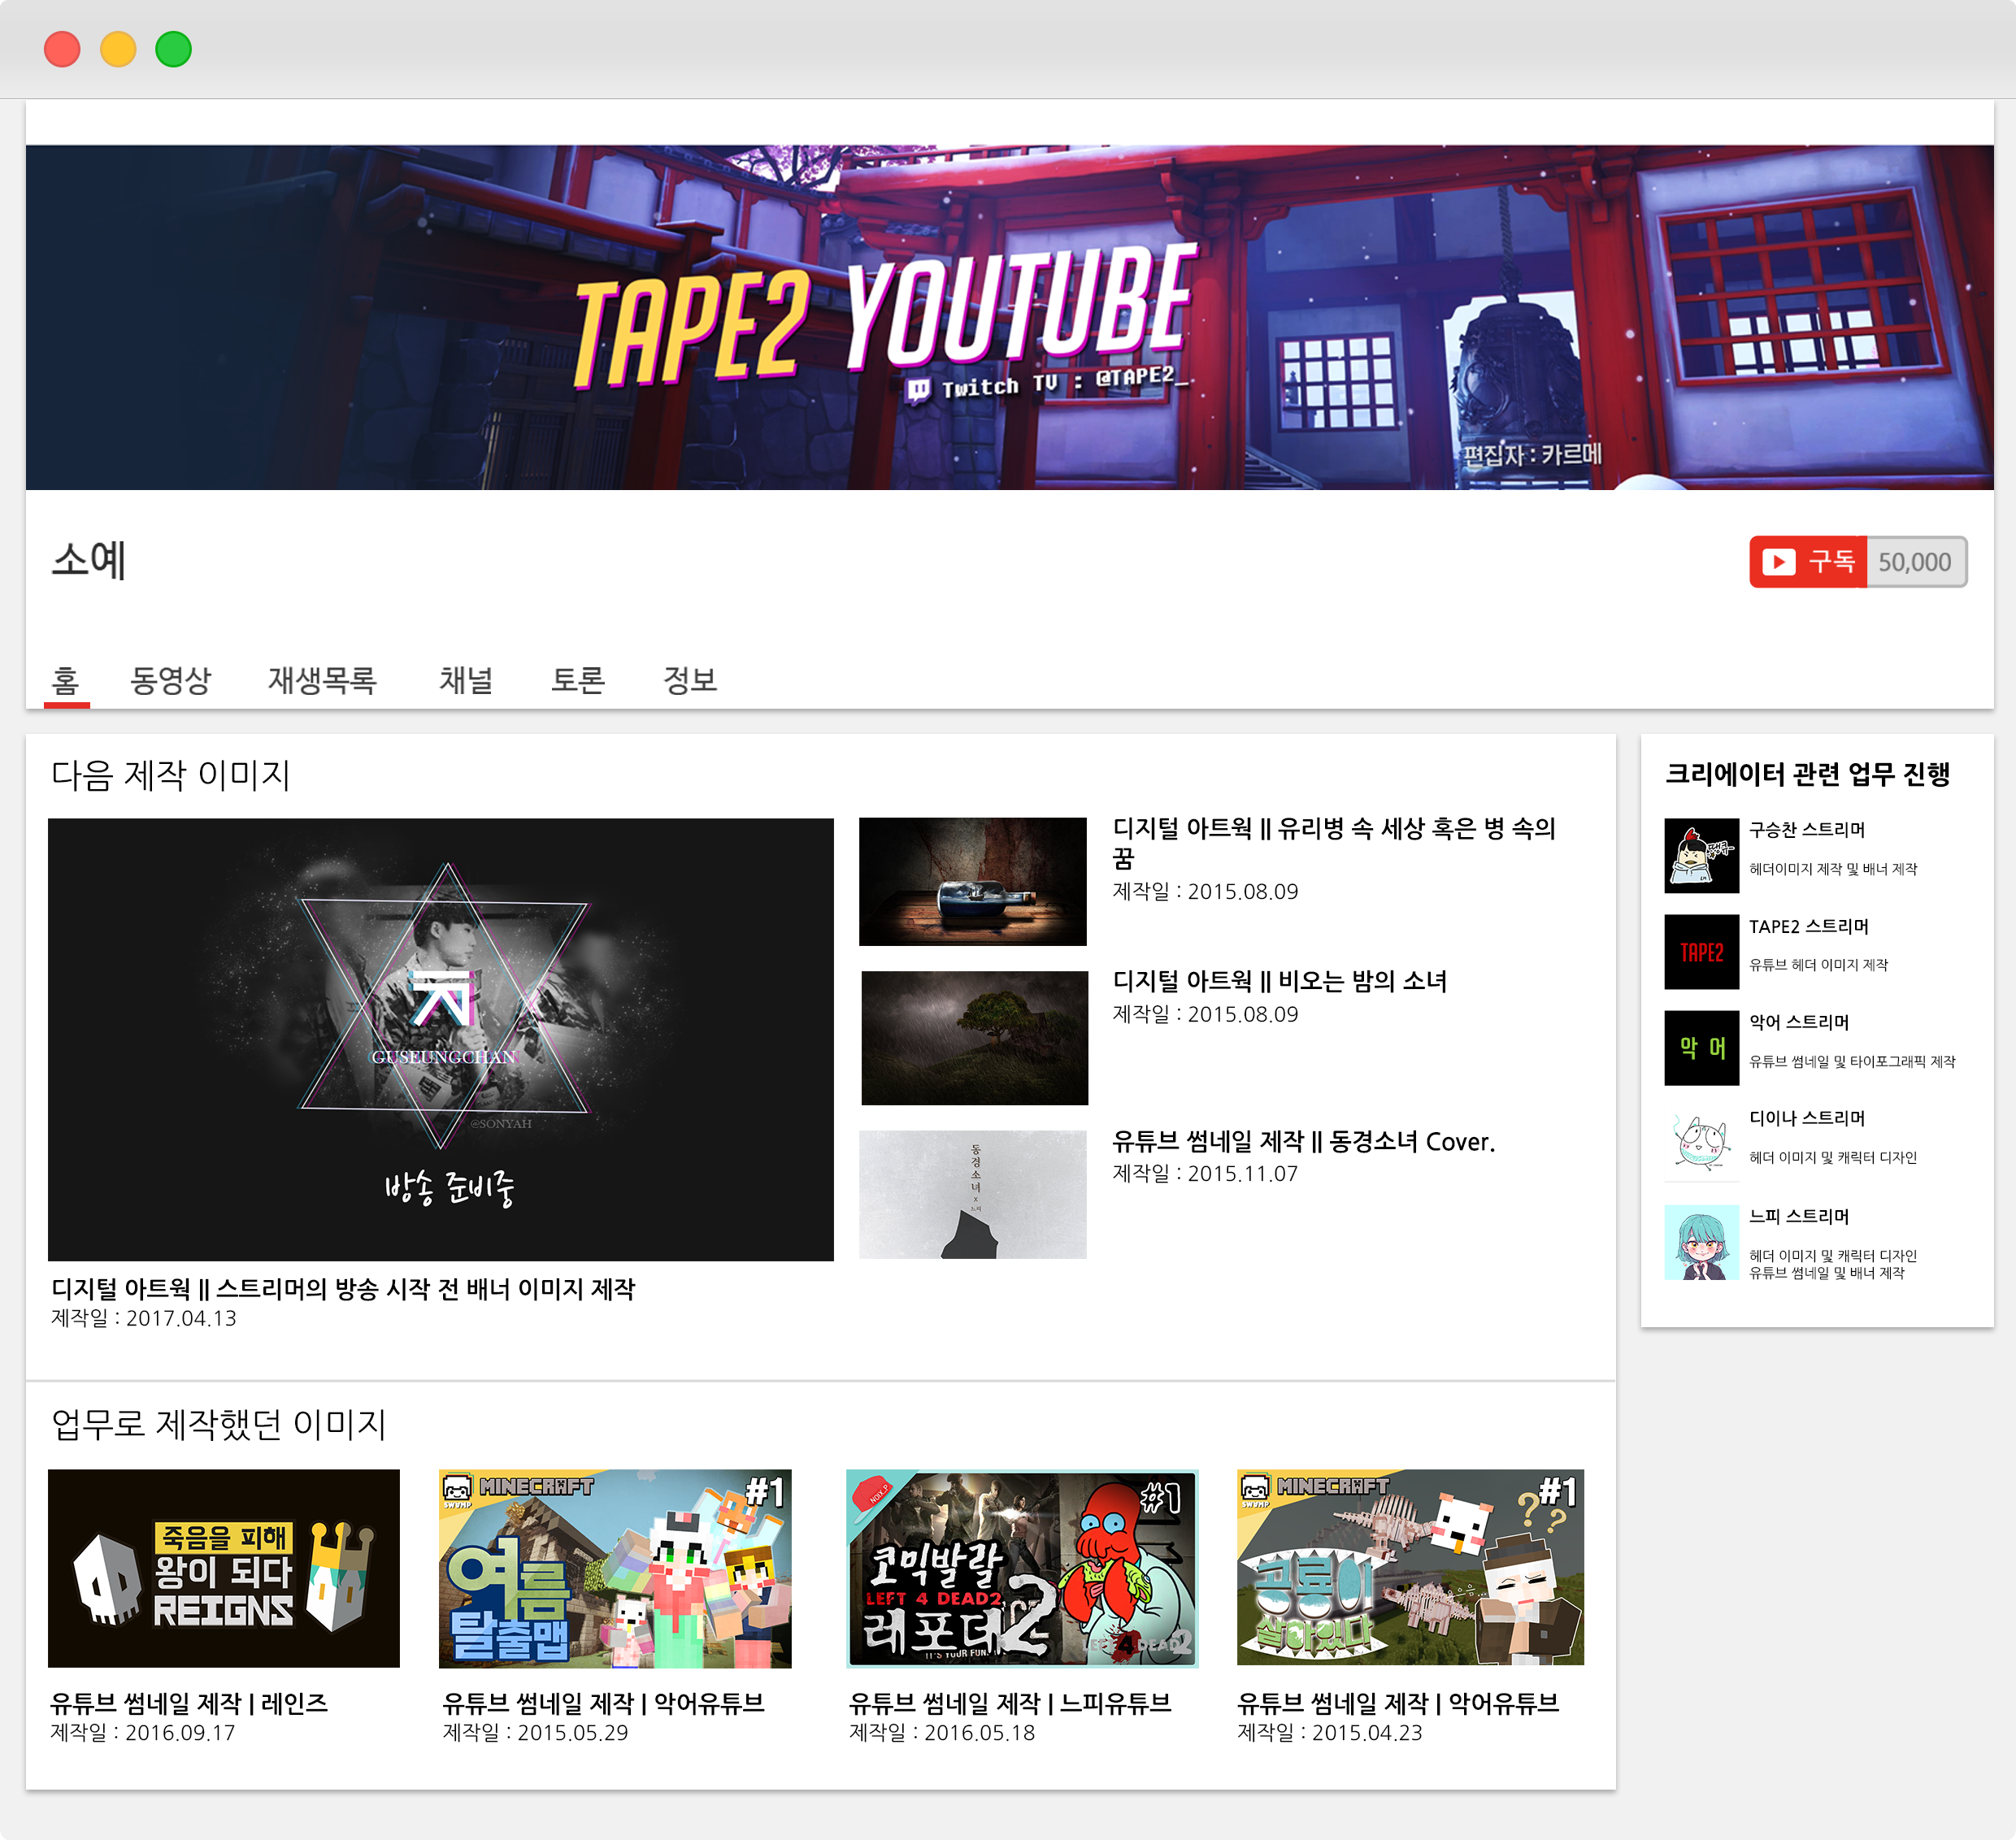 TAPE2 YOUTUBE
Twitch TV : @TAPE2_
편집자 : 카르메
소예
구독 50,000
홈 동영상 재생목록 채널 토론 정보
다음 제작 이미지
GUSEUNGCHAN
@SONYAH
방송 준비중
디지털 아트웍 || 스트리머의 방송 시작 전 배너 이미지 제작
제작일 : 2017.04.13
디지털 아트웍 || 유리병 속 세상 혹은 병 속의
꿈
제작일 : 2015.08.09
디지털 아트웍 || 비오는 밤의 소녀
제작일 : 2015.08.09
동경소녀
x
느피
유튜브 썸네일 제작 || 동경소녀 Cover.
제작일 : 2015.11.07
크리에이터 관련 업무 진행
구승찬 스트리머
헤더이미지 제작 및 배너 제작
TAPE2
TAPE2 스트리머
유튜브 헤더 이미지 제작
악어
악어 스트리머
유튜브 썸네일 및 타이포그래픽 제작
디이나 스트리머
헤더 이미지 및 캐릭터 디자인
느피 스트리머
헤더 이미지 및 캐릭터 디자인
유튜브 썸네일 및 배너 제작
업무로 제작했던 이미지
죽음을 피해
왕이 되다
REIGNS
유튜브 썸네일 제작 | 레인즈
제작일 : 2016.09.17
SWAMP
MINECRAFT
#1
여름
탈출맵
유튜브 썸네일 제작 | 악어유튜브
제작일 : 2015.05.29
NOIX.P
#1
코믹발랄
LEFT 4 DEAD2
레포데2
IT'S YOUR FUN.
LEFT 4 DEAD 2
유튜브 썸네일 제작 | 느피유튜브
제작일 : 2016.05.18
SWAMP
MINECRAFT
#1
??
공룡이
살아있다
유튜브 썸네일 제작 | 악어유튜브
제작일 : 2015.04.23